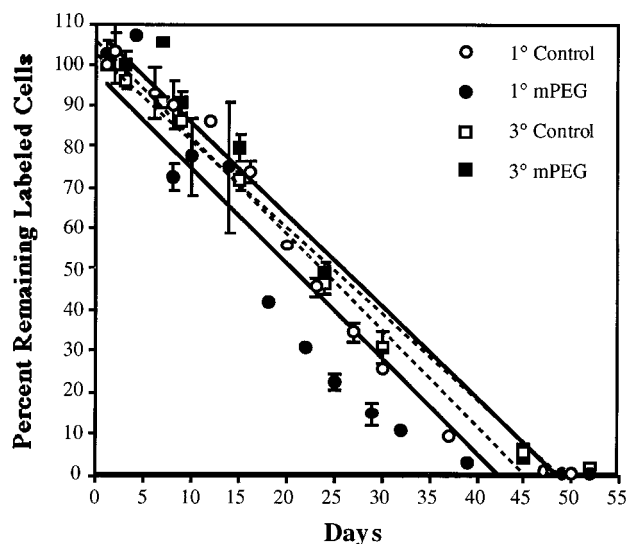 110
100
90
80
70
60
50
40
30
20
10
0
Percent Remaining Labeled Cells
1° Control
1° mPEG
3° Control
3° mPEG
0 5 10 15 20 25 30 35 40 45 50 55
Days